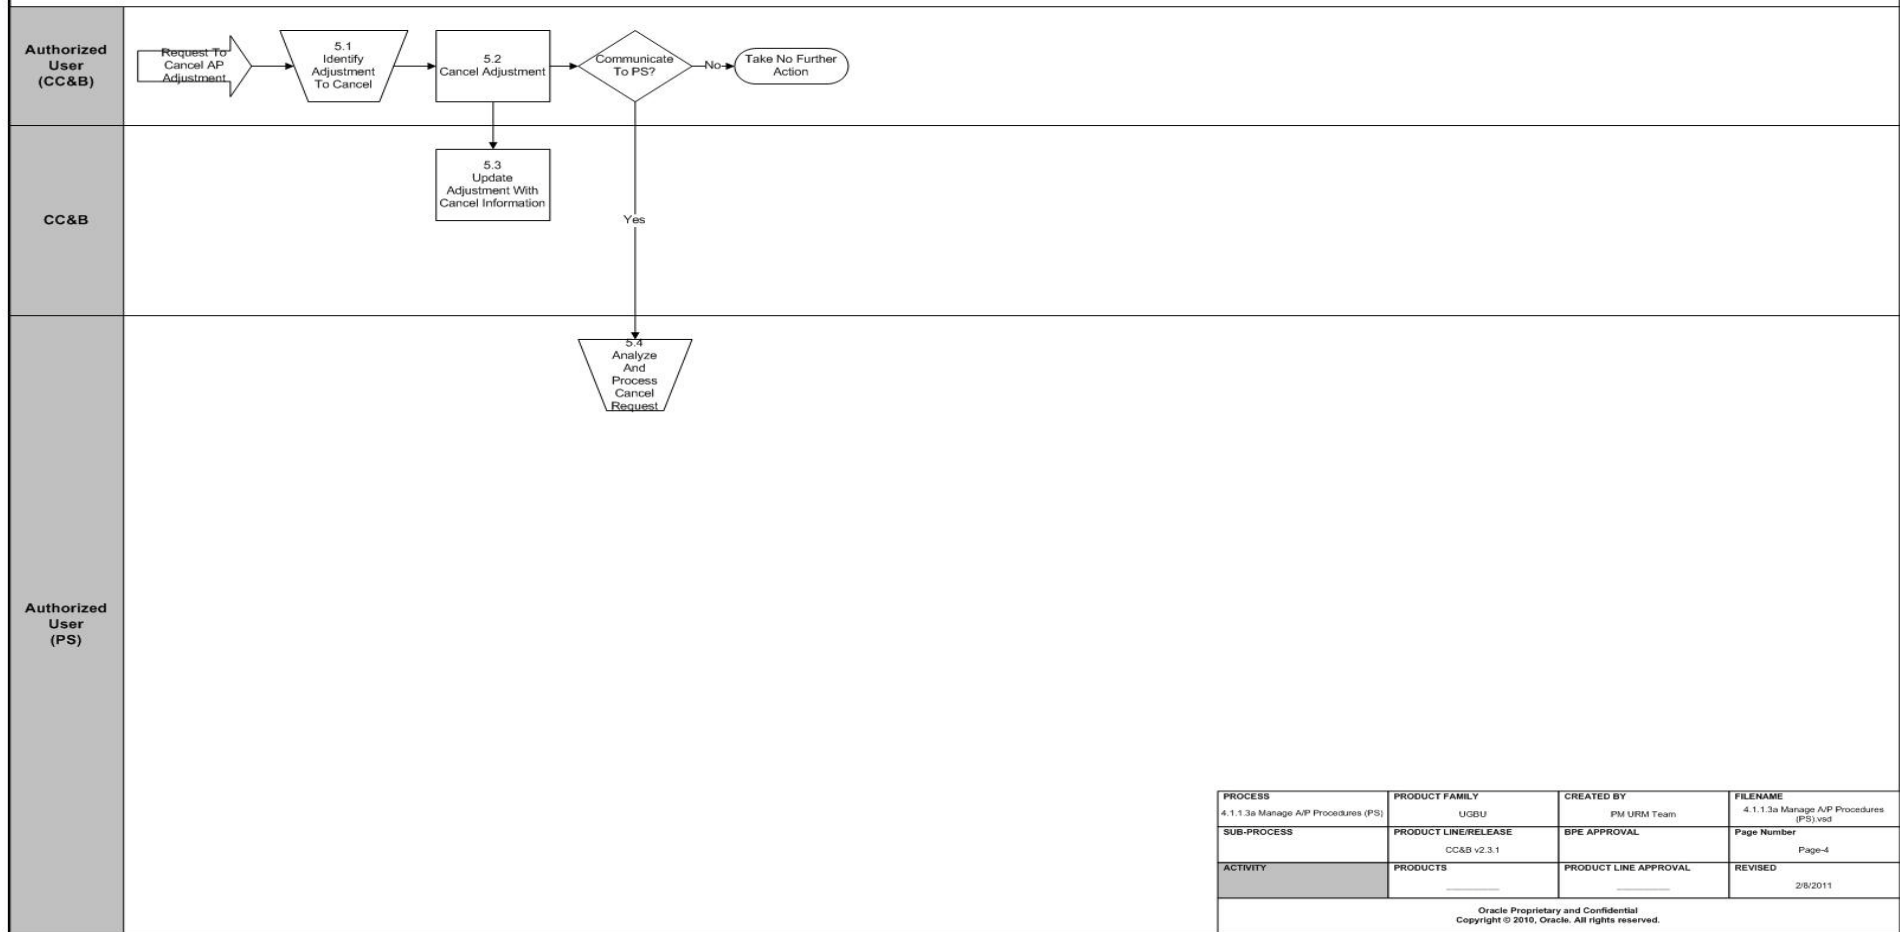 Authorized
User
(CC&B)
Request To
Cancel AP
Adjustment
5.1
Identify
Adjustment
To Cancel
5.2
Cancel Adjustment
Communicate
To PS?
No
Take No Further
Action
CC&B
5.3
Update
Adjustment With
Cancel Information
Yes
Authorized
User
(PS)
5.4
Analyze
And
Process
Cancel
Request
PROCESS
4.1.1.3a Manage A/P Procedures (PS)
PRODUCT FAMILY
UGBU
CREATED BY
PM URM Team
FILENAME
4.1.1.3a Manage A/P Procedures
(PS).vsd
SUB-PROCESS
PRODUCT LINE/RELEASE
CC&B v2.3.1
BPE APPROVAL
Page Number
Page-4
ACTIVITY
PRODUCTS
PRODUCT LINE APPROVAL
REVISED
2/8/2011
Oracle Proprietary and Confidential
Copyright © 2010, Oracle. All rights reserved.